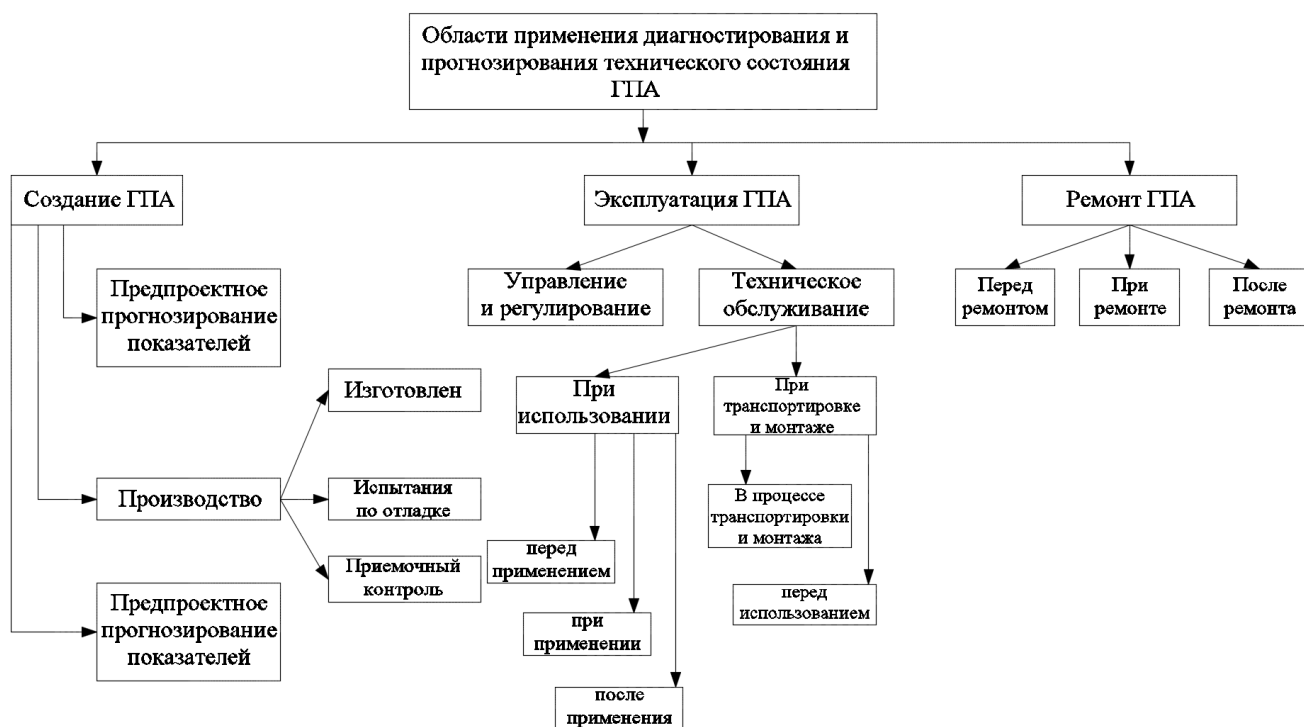 Области применения диагностирования и
прогнозирования технического состояния
ГПА
Создание ГПА
Эксплуатация ГПА
Ремонт ГПА
Предпроектное
прогнозирование
показателей
Управление
и регулирование
Техническое
обслуживание
Перед
ремонтом
При
ремонте
После
ремонта
Изготовлен
При
использовании
При
транспортировке
и монтаже
Производство
Испытания
по отладке
В процессе
транспортировки
и монтажа
Приемочный
контроль
перед
применением
Предпроектное
прогнозирование
показателей
перед
использованием
при
применении
после
применения